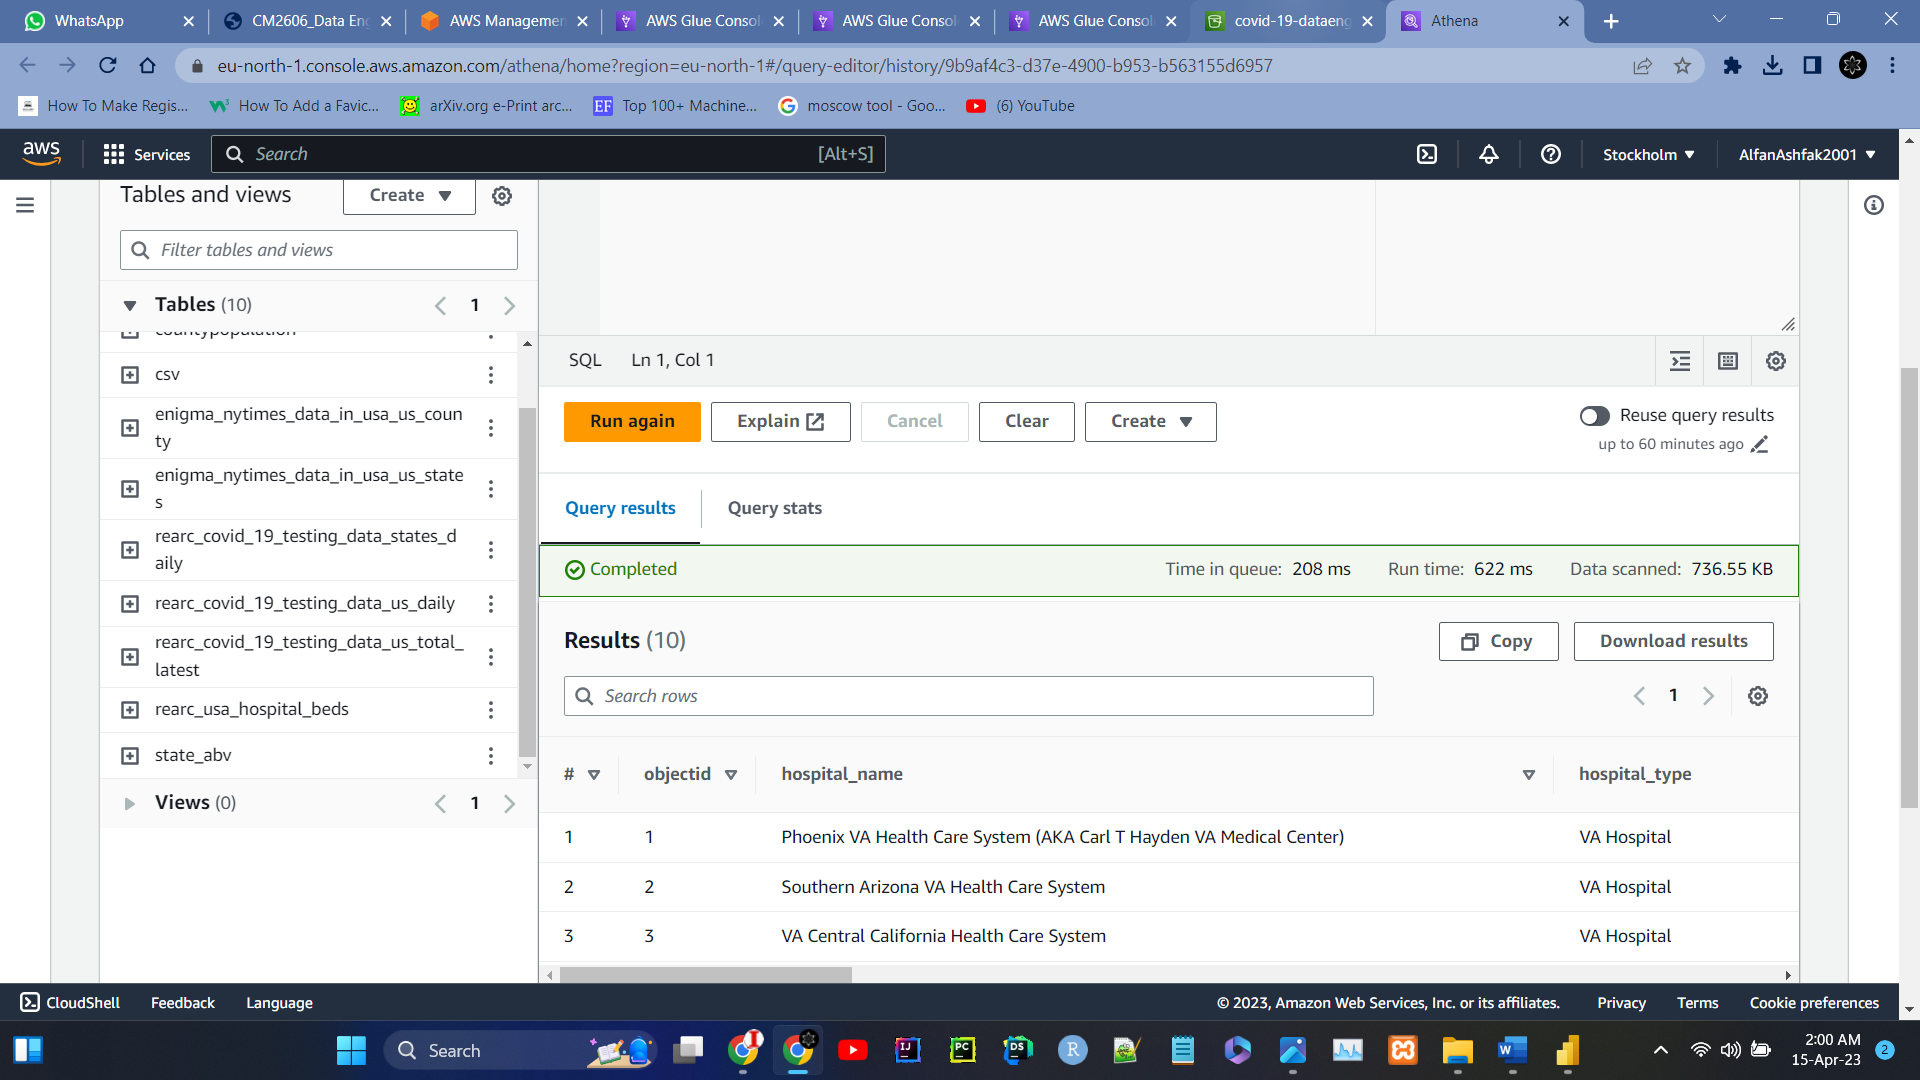 WhatsApp
CM2606_Data En
AWS Managemen
AWS Glue Consol
AWS Glue Consol
AWS Glue Consol
covid-19-dataeng
Athena
eu-north-1.console.aws.amazon.com/athena/home?region=eu-north-1#/query-editor/history/9b9af4c3-d37e-4900-b953-b563155d6957
How To Make Regis...
How To Add a Favic...
arXiv.org e-Print arc...
EF Top 100+ Machine...
moscow tool - Goo...
(6) YouTube
aws
Services
Search
[Alt+S]
Stockholm
AlfanAshfak2001
Tables and views
Create
Filter tables and views
Tables (10)
1
countypopulation
csv
enigma_nytimes_data_in_usa_us_coun
ty
enigma_nytimes_data_in_usa_us_state
s
rearc_covid_19_testing_data_states_d
aily
rearc_covid_19_testing_data_us_daily
rearc_covid_19_testing_data_us_total_
latest
rearc_usa_hospital_beds
state_abv
Views (0)
1
SQL Ln 1, Col 1
Run again
Explain
Cancel
Clear
Create
Reuse query results
up to 60 minutes ago
Query results
Query stats
Completed
Time in queue: 208 ms Run time: 622 ms Data scanned: 736.55 KB
Results (10)
Copy
Download results
Search rows
1
# objectid hospital_name hospital_type
1 1 Phoenix VA Health Care System (AKA Carl T Hayden VA Medical Center) VA Hospital
2 2 Southern Arizona VA Health Care System VA Hospital
3 3 VA Central California Health Care System VA Hospital
CloudShell Feedback Language
© 2023, Amazon Web Services, Inc. or its affiliates. Privacy Terms Cookie preferences
Search
2:00 AM
15-Apr-23
2